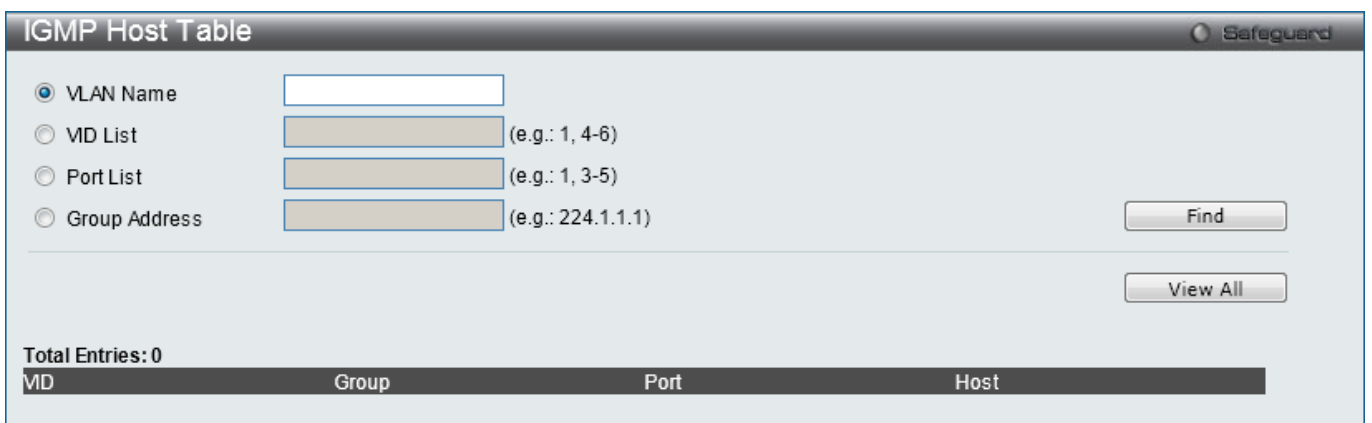 IGMP Host Table
Safeguard
VLAN Name
VID List (e.g.: 1, 4-6)
Port List (e.g.: 1, 3-5)
Group Address (e.g.: 224.1.1.1) Find
View All
Total Entries: 0
VID Group Port Host